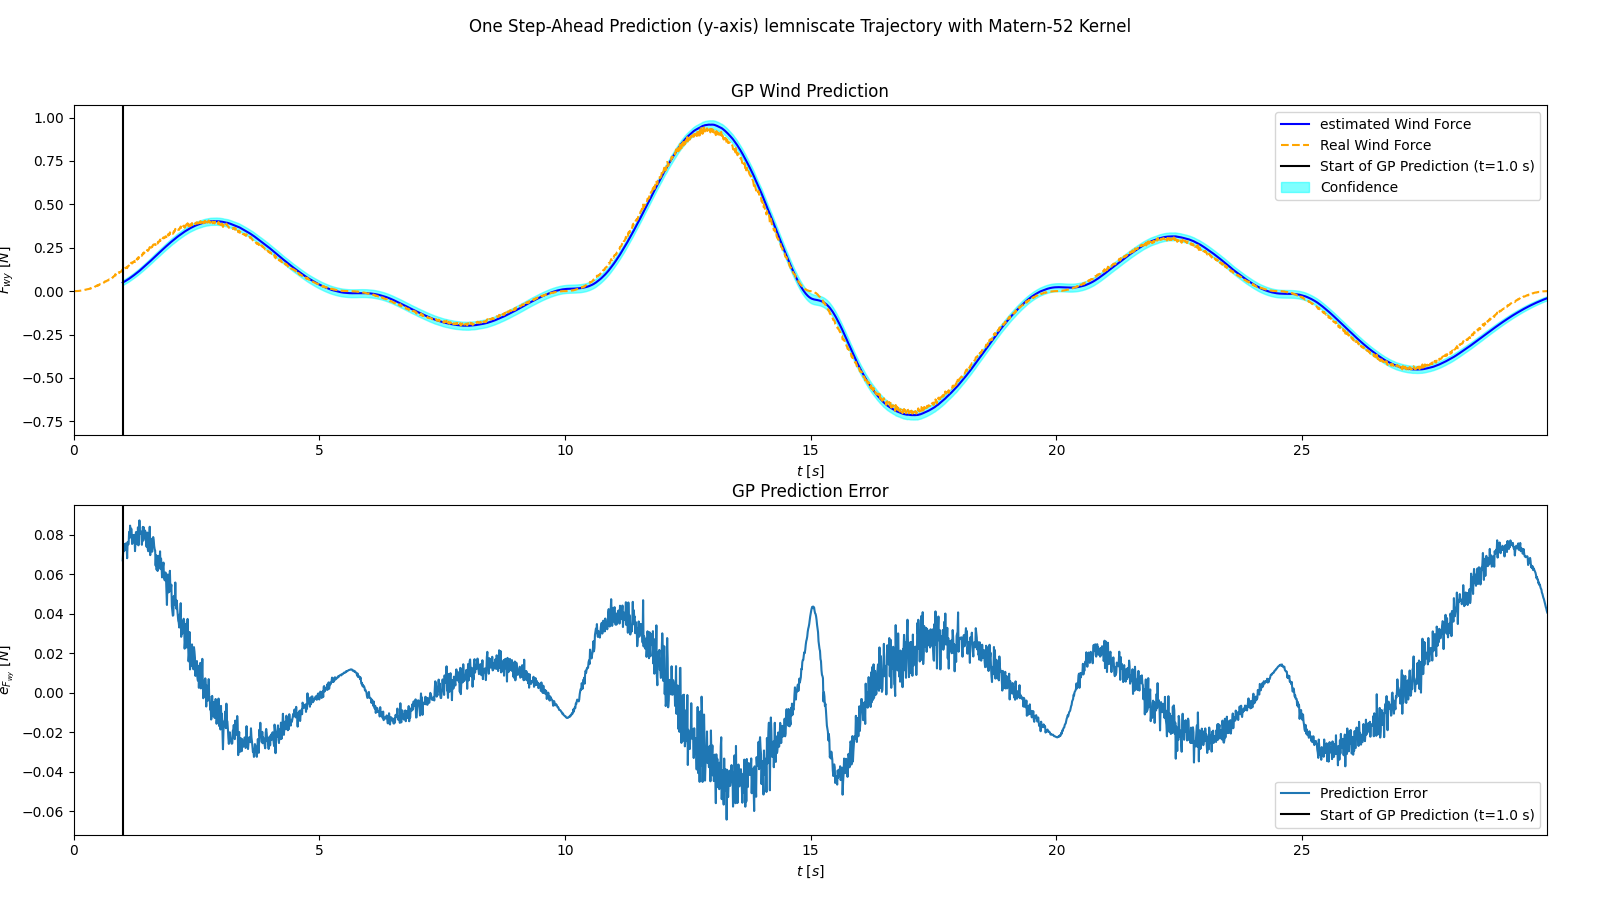 One Step-Ahead Prediction (y-axis) lemniscate Trajectory with Matern-52 Kernel
GP Wind Prediction
1.00
0.75
0.50
0.25
0.00
−0.25
−0.50
−0.75
F_wy [N]
estimated Wind Force
Real Wind Force
Start of GP Prediction (t=1.0 s)
Confidence
0 5 10 15 20 25
t [s]
GP Prediction Error
0.08
0.06
0.04
0.02
0.00
−0.02
−0.04
−0.06
e_F_wy [N]
Prediction Error
Start of GP Prediction (t=1.0 s)
0 5 10 15 20 25
t [s]